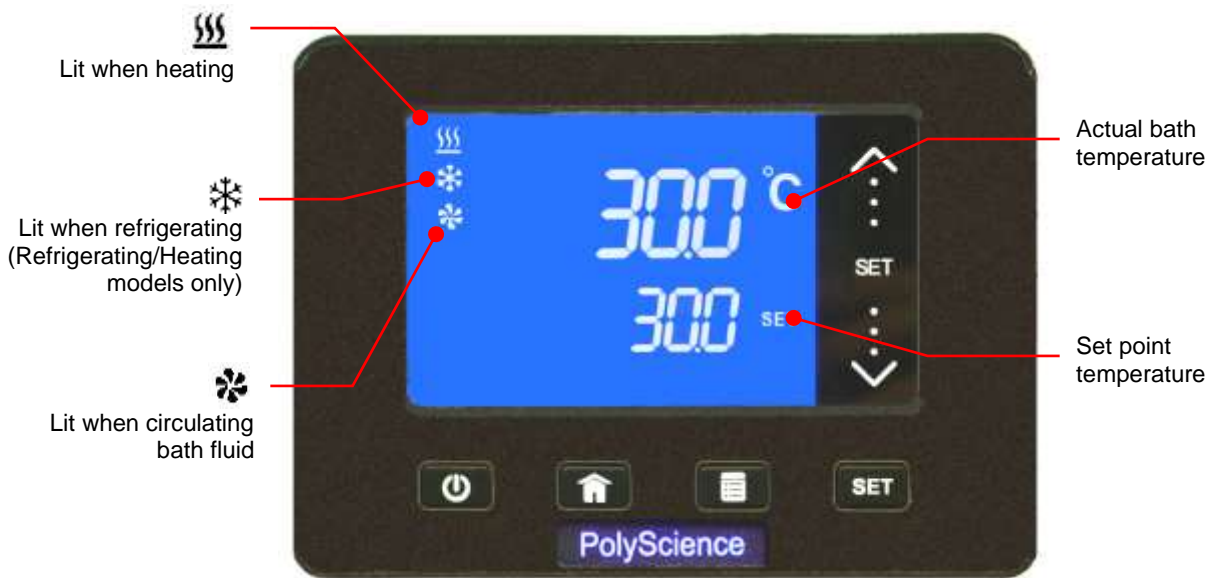 Lit when heating
Lit when refrigerating
(Refrigerating/Heating
models only)
Lit when circulating
bath fluid
30.0 °C
30.0 SE
SET
Actual bath
temperature
Set point
temperature
SET
PolyScience